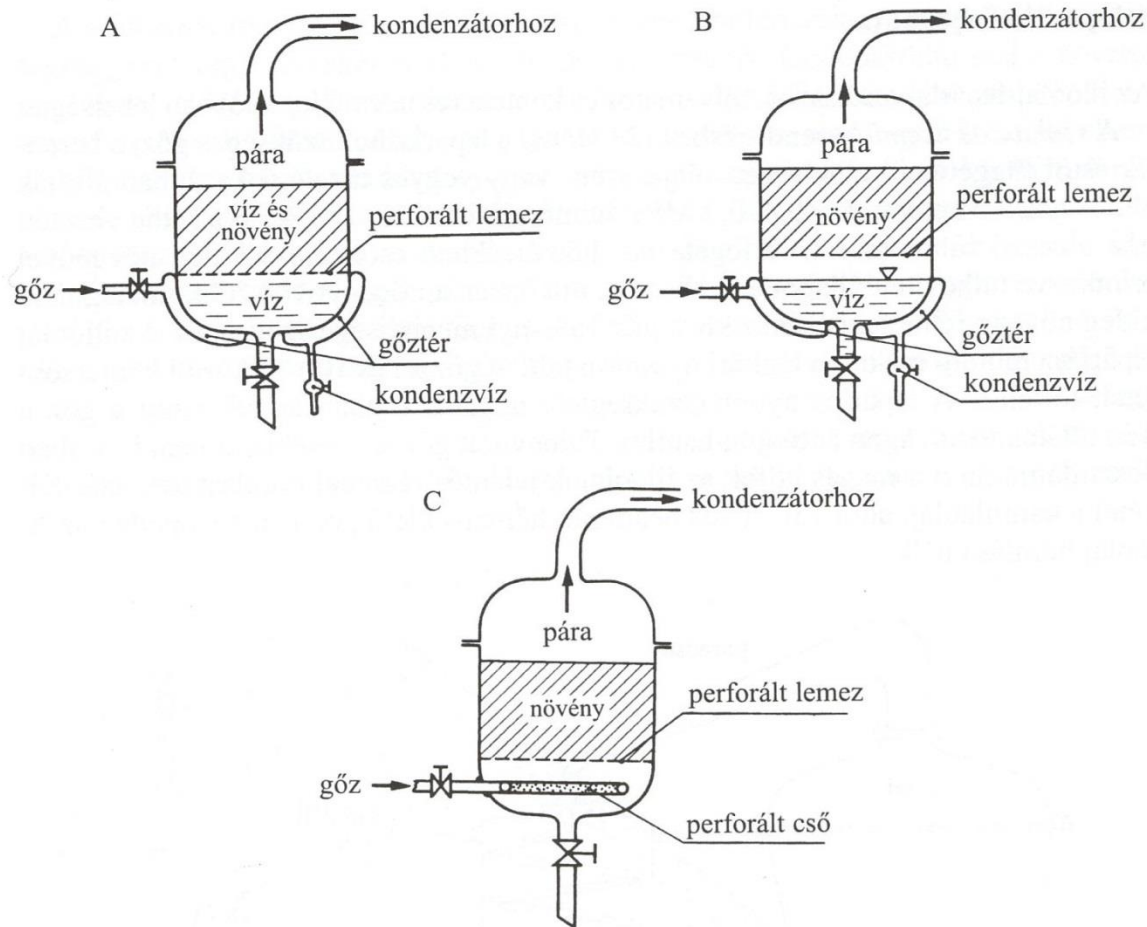 A
kondenzátorhoz
pára
víz és
növény
perforált lemez
gőz
víz
gőztér
kondenzvíz
B
kondenzátorhoz
pára
növény
perforált lemez
gőz
víz
gőztér
kondenzvíz
C
kondenzátorhoz
pára
növény
perforált lemez
gőz
perforált cső